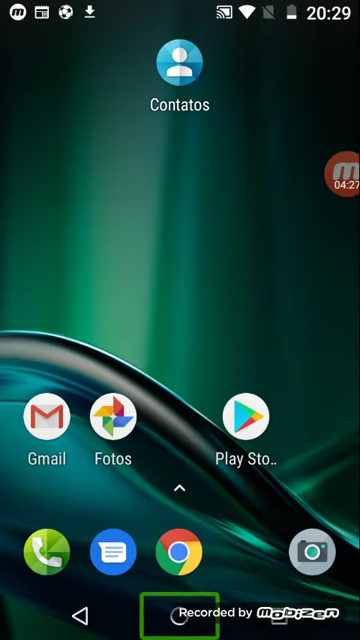 20:29
Contatos
04:27
Gmail
Fotos
Play Sto..
Recorded by mobizen